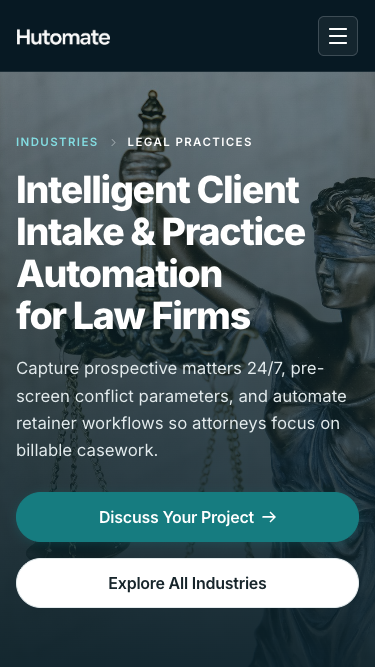 Hutomate
INDUSTRIES > LEGAL PRACTICES
Intelligent Client
Intake & Practice
Automation
for Law Firms
Capture prospective matters 24/7, pre-
screen conflict parameters, and automate
retainer workflows so attorneys focus on
billable casework.
Discuss Your Project →
Explore All Industries